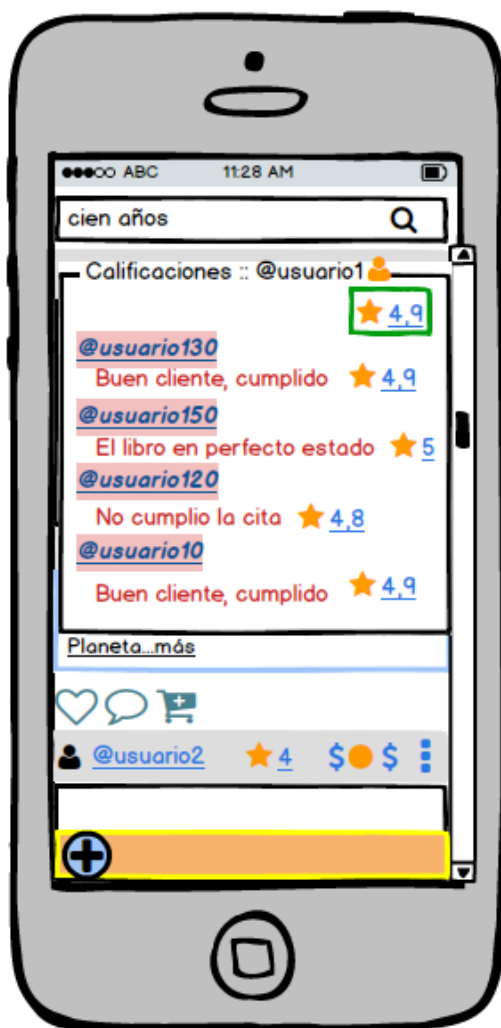 ABC 11:28 AM
cien años
Calificaciones :: @usuario1
4,9
@usuario130
Buen cliente, cumplido 4,9
@usuario150
El libro en perfecto estado 5
@usuario120
No cumplio la cita 4,8
@usuario10
Buen cliente, cumplido 4,9
Planeta...más
@usuario2 4 $ $